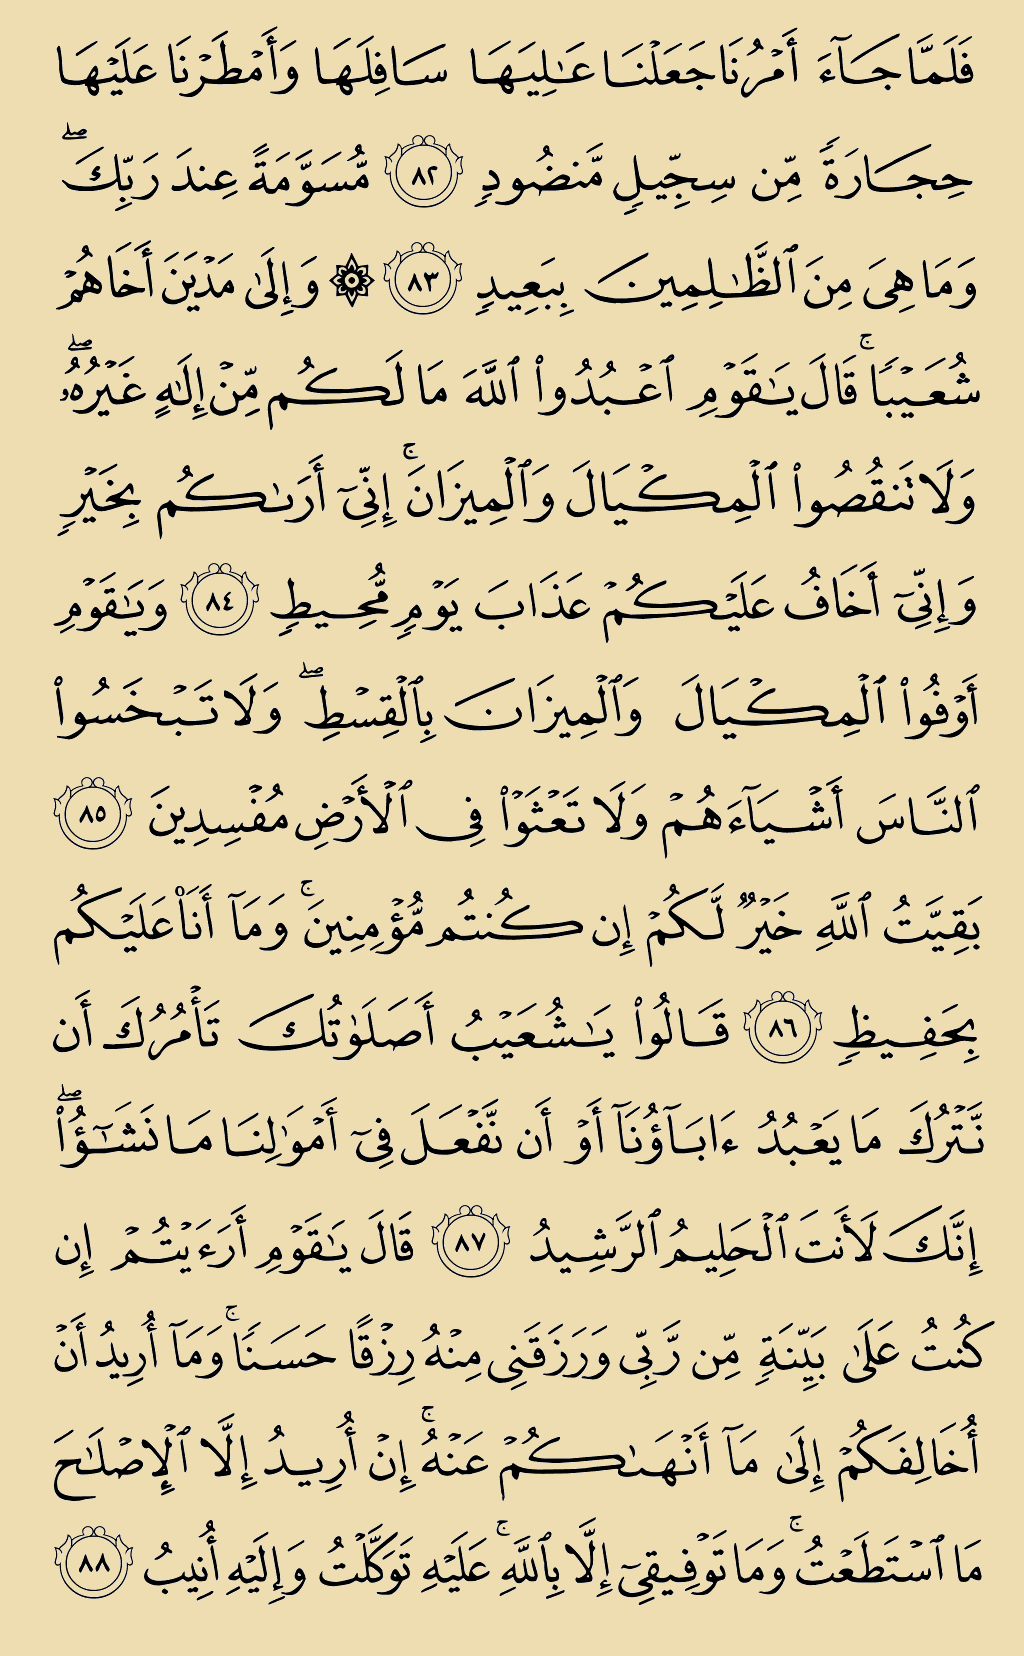 فَلَمَّا جَآءَ أَمْرُنَا جَعَلْنَا عَـٰلِيَهَا سَافِلَهَا وَأَمْطَرْنَا عَلَيْهَا
حِجَارَةً مِّن سِجِّيلٍ مَّنضُودٍ ٨٢ مُّسَوَّمَةً عِندَ رَبِّكَ ۖ
وَمَا هِىَ مِنَ ٱلظَّـٰلِمِينَ بِبَعِيدٍ ٨٣ ۞ وَإِلَىٰ مَدْيَنَ أَخَاهُمْ
شُعَيْبًا ۚ قَالَ يَـٰقَوْمِ ٱعْبُدُوا۟ ٱللَّهَ مَا لَكُم مِّنْ إِلَـٰهٍ غَيْرُهُۥ ۖ
وَلَا تَنقُصُوا۟ ٱلْمِكْيَالَ وَٱلْمِيزَانَ ۚ إِنِّىٓ أَرَىٰكُم بِخَيْرٍ
وَإِنِّىٓ أَخَافُ عَلَيْكُمْ عَذَابَ يَوْمٍ مُّحِيطٍ ٨٤ وَيَـٰقَوْمِ
أَوْفُوا۟ ٱلْمِكْيَالَ وَٱلْمِيزَانَ بِٱلْقِسْطِ ۖ وَلَا تَبْخَسُوا۟
ٱلنَّاسَ أَشْيَآءَهُمْ وَلَا تَعْثَوْا۟ فِى ٱلْأَرْضِ مُفْسِدِينَ ٨٥
بَقِيَّتُ ٱللَّهِ خَيْرٌ لَّكُمْ إِن كُنتُم مُّؤْمِنِينَ ۚ وَمَآ أَنَا۠ عَلَيْكُم
بِحَفِيظٍ ٨٦ قَالُوا۟ يَـٰشُعَيْبُ أَصَلَوٰتُكَ تَأْمُرُكَ أَن
نَّتْرُكَ مَا يَعْبُدُ ءَابَآؤُنَآ أَوْ أَن نَّفْعَلَ فِىٓ أَمْوَٰلِنَا مَا نَشَـٰٓؤُا۟ ۖ
إِنَّكَ لَأَنتَ ٱلْحَلِيمُ ٱلرَّشِيدُ ٨٧ قَالَ يَـٰقَوْمِ أَرَءَيْتُمْ إِن
كُنتُ عَلَىٰ بَيِّنَةٍ مِّن رَّبِّى وَرَزَقَنِى مِنْهُ رِزْقًا حَسَنًا ۚ وَمَآ أُرِيدُ أَنْ
أُخَالِفَكُمْ إِلَىٰ مَآ أَنْهَىٰكُمْ عَنْهُ ۚ إِنْ أُرِيدُ إِلَّا ٱلْإِصْلَـٰحَ
مَا ٱسْتَطَعْتُ ۚ وَمَا تَوْفِيقِىٓ إِلَّا بِٱللَّهِ ۚ عَلَيْهِ تَوَكَّلْتُ وَإِلَيْهِ أُنِيبُ ٨٨